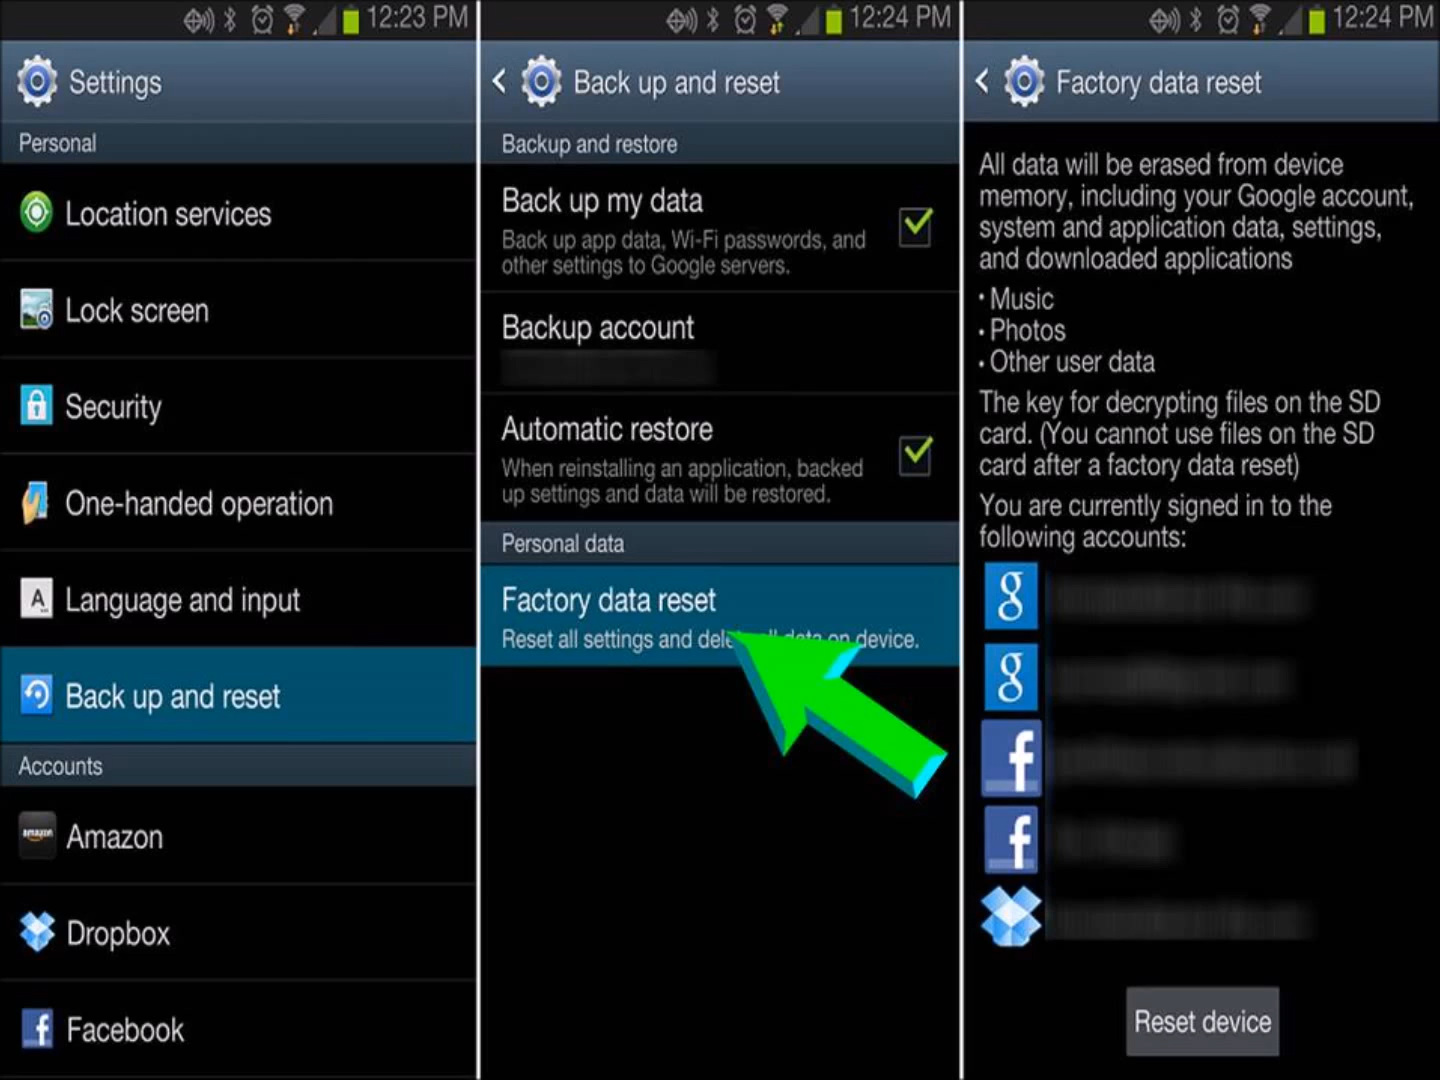 12:23 PM
Settings
Personal
Location services
Lock screen
Security
One-handed operation
A Language and input
Back up and reset
Accounts
amazon Amazon
Dropbox
f Facebook
12:24 PM
Back up and reset
Backup and restore
Back up my data
Back up app data, Wi-Fi passwords, and
other settings to Google servers.
Backup account
Automatic restore
When reinstalling an application, backed
up settings and data will be restored.
Personal data
Factory data reset
Reset all settings and delete all data on device.
12:24 PM
Factory data reset
All data will be erased from device
memory, including your Google account,
system and application data, settings,
and downloaded applications
• Music
• Photos
• Other user data
The key for decrypting files on the SD
card. (You cannot use files on the SD
card after a factory data reset)
You are currently signed in to the
following accounts:
g
g
f
f
Reset device